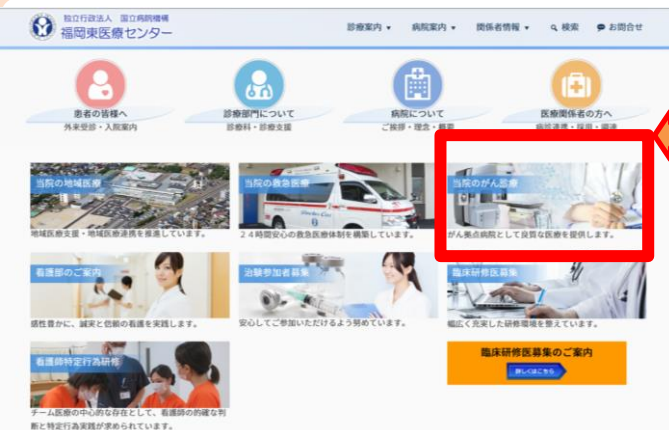 独立行政法人 国立病院機構
福岡東医療センター
診療案内 ▼ 病院案内 ▼ 関係者情報 ▼ 検索 お問合せ
患者の皆様へ
外来受診・入院案内
診療部門について
診療科・診療支援
病院について
ご挨拶・理念・概要
医療関係者の方へ
病診連携・採用・関連
当院の地域医療
地域医療支援・地域医療連携を推進しています。
当院の救急医療
24時間安心の救急医療体制を構築しています。
当院のがん診療
がん拠点病院として良質な医療を提供します。
看護部のご案内
感性豊かに、誠実と信頼の看護を実践します。
治験参加者募集
安心してご参加いただけるよう努めています。
臨床研修医募集
幅広く充実した研修環境を整えています。
看護師特定行為研修
チーム医療の中心的な存在として、看護師の的確な判
断と特定行為実践が求められています。
臨床研修医募集のご案内
詳しくはこちら